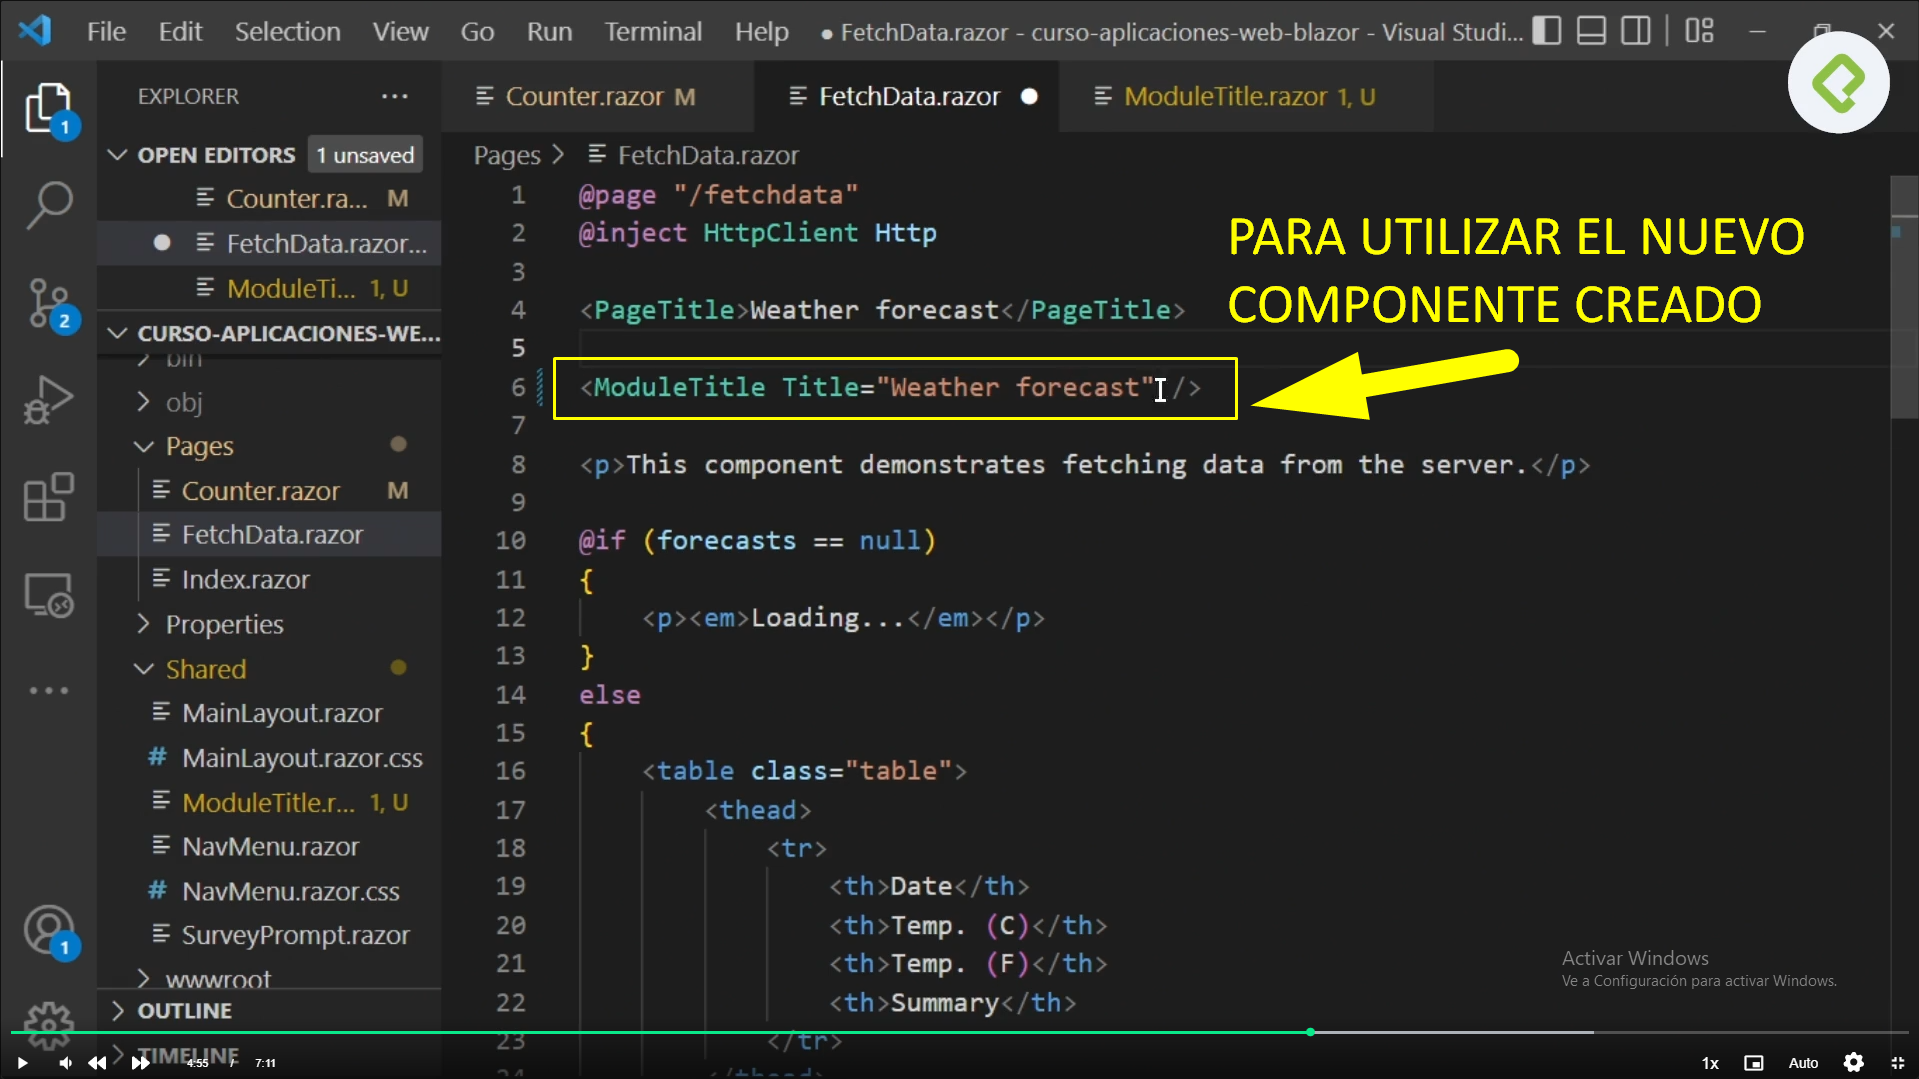 File Edit Selection View Go Run Terminal Help ● FetchData.razor - curso-aplicaciones-web-blazor - Visual Studi...
EXPLORER ...
Counter.razor M
FetchData.razor ●
ModuleTitle.razor 1, U
OPEN EDITORS 1 unsaved
Counter.ra... M
FetchData.razor...
ModuleTi... 1, U
CURSO-APLICACIONES-WE...
bin
obj
Pages
Counter.razor M
FetchData.razor
Index.razor
Properties
Shared
MainLayout.razor
# MainLayout.razor.css
ModuleTitle.r... 1, U
NavMenu.razor
# NavMenu.razor.css
SurveyPrompt.razor
wwwroot
OUTLINE
TIMELINE
1
2
1
Pages > FetchData.razor
1 @page "/fetchdata"
2 @inject HttpClient Http
3
4 <PageTitle>Weather forecast</PageTitle>
5
6 <ModuleTitle Title="Weather forecast" />
7
8 <p>This component demonstrates fetching data from the server.</p>
9
10 @if (forecasts == null)
11 {
12 <p><em>Loading...</em></p>
13 }
14 else
15 {
16 <table class="table">
17 <thead>
18 <tr>
19 <th>Date</th>
20 <th>Temp. (C)</th>
21 <th>Temp. (F)</th>
22 <th>Summary</th>
23 </tr>
24 </thead>
PARA UTILIZAR EL NUEVO
COMPONENTE CREADO
Activar Windows
Ve a Configuración para activar Windows.
4:55 / 7:11
1x Auto